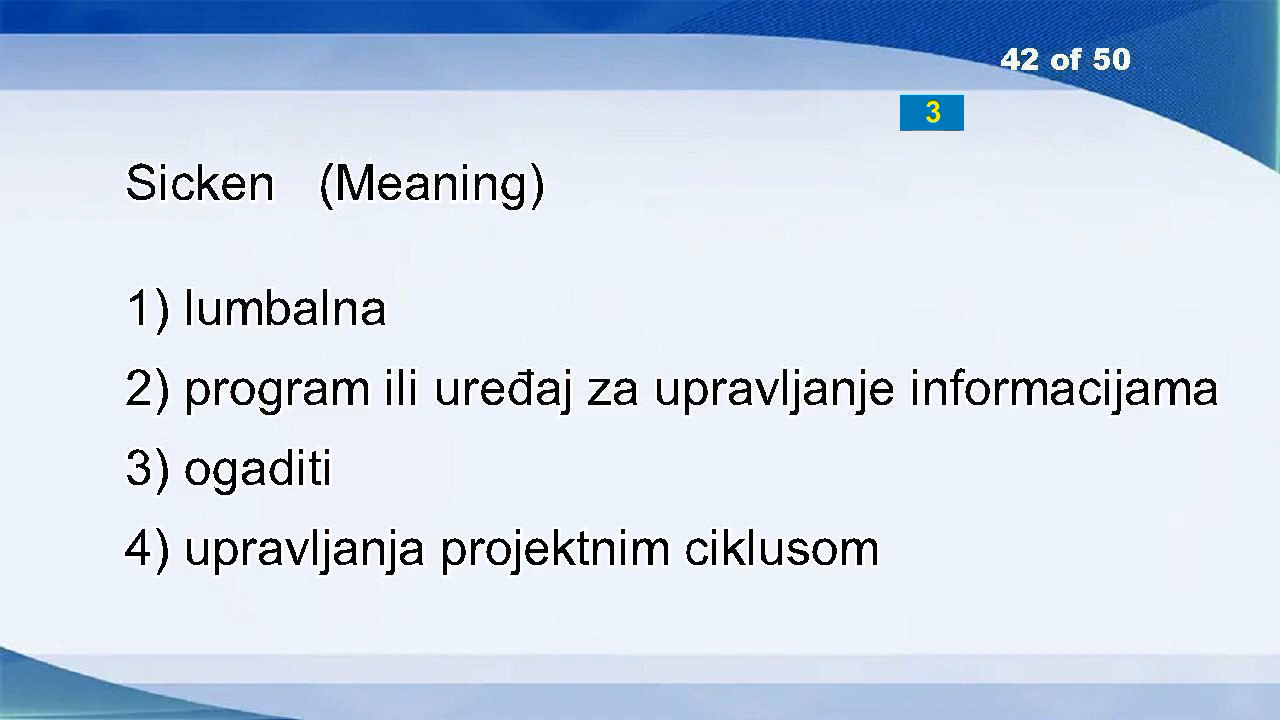 42 of 50
3
Sicken (Meaning)
1) lumbalna
2) program ili uređaj za upravljanje informacijama
3) ogaditi
4) upravljanja projektnim ciklusom